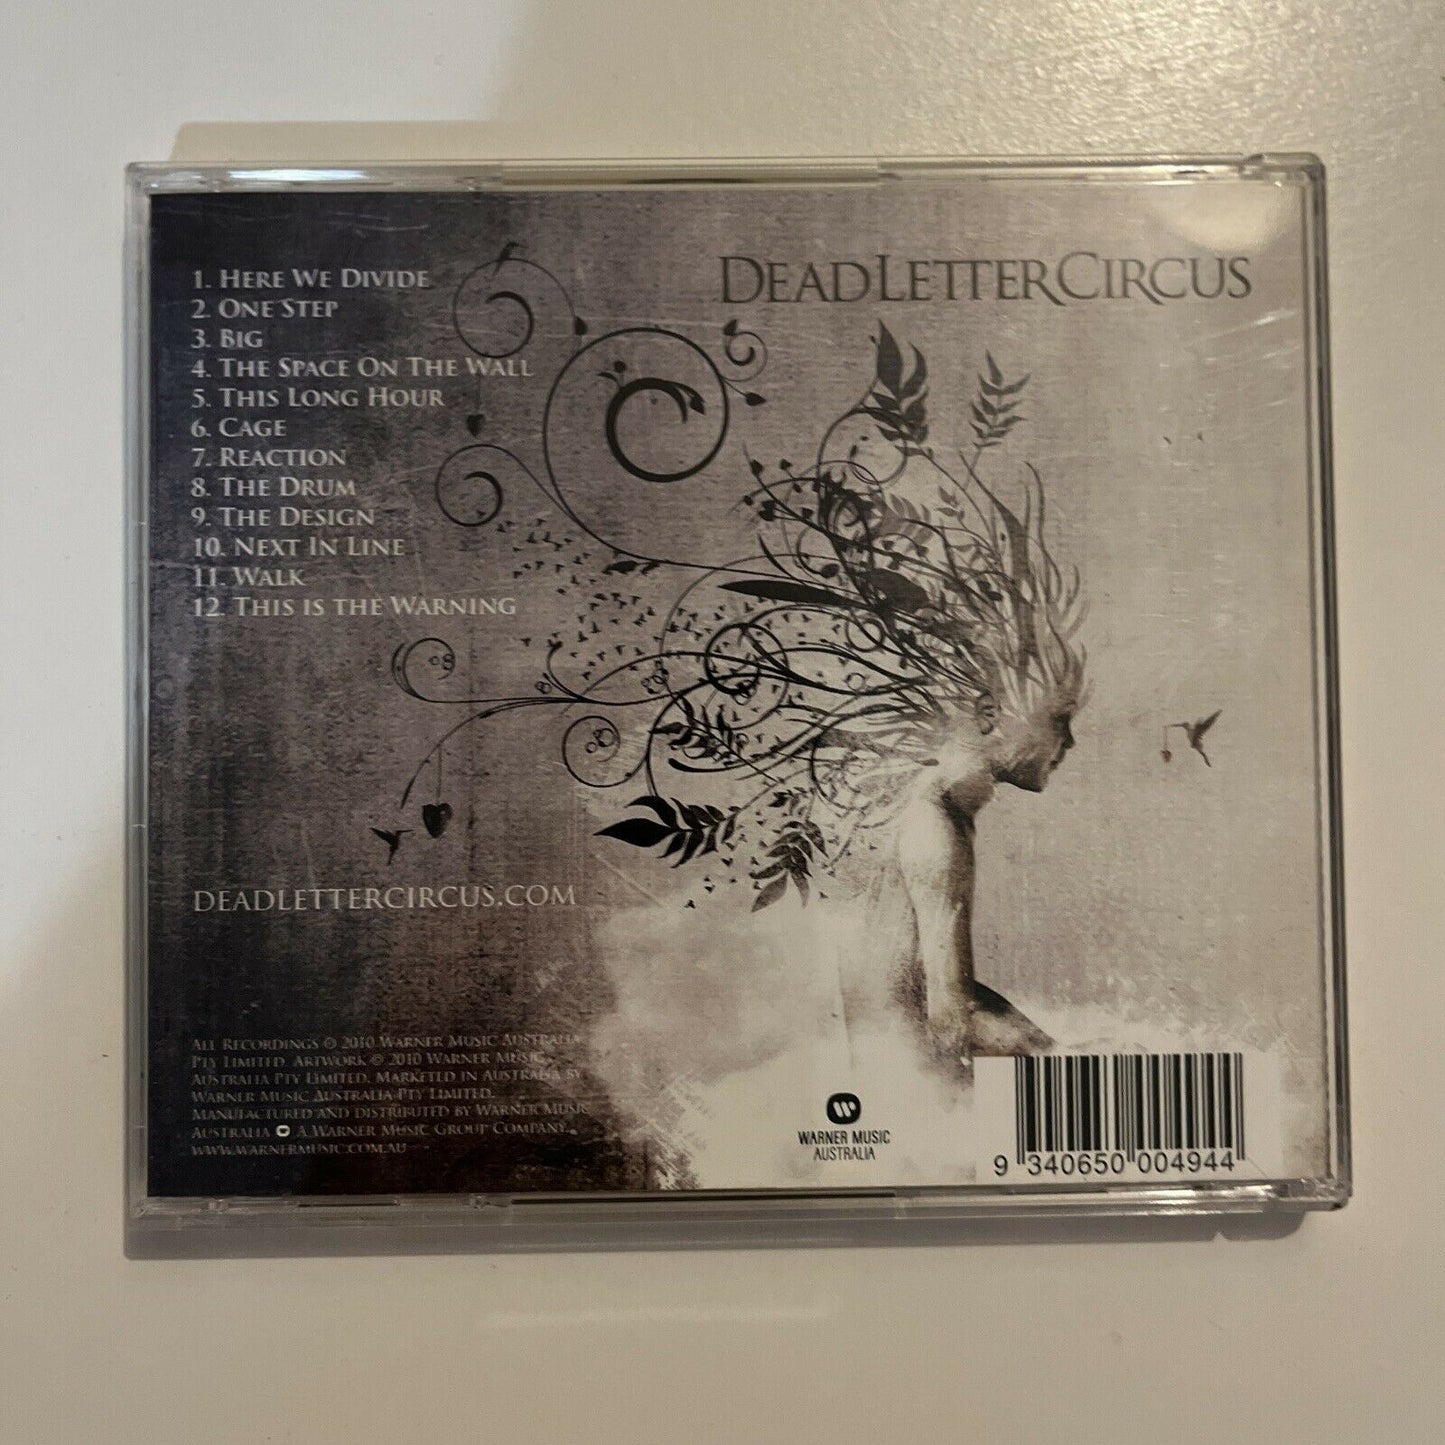 1. Here We Divide
2. One Step
3. Big
4. The Space On The Wall
5. This Long Hour
6. Cage
7. Reaction
8. The Drum
9. The Design
10. Next In Line
11. Walk
12. This is the Warning
DeadLetterCircus
DEADLETTERCIRCUS.COM
All Recordings ℗ 2010 Warner Music Australia
Pty Limited. Artwork © 2010 Warner Music
Australia Pty Limited. Marketed in Australia by
Warner Music Australia Pty Limited.
Manufactured and distributed by Warner Music
Australia A Warner Music Group Company.
www.warnermusic.com.au
WARNER MUSIC
AUSTRALIA
9 340650 004944